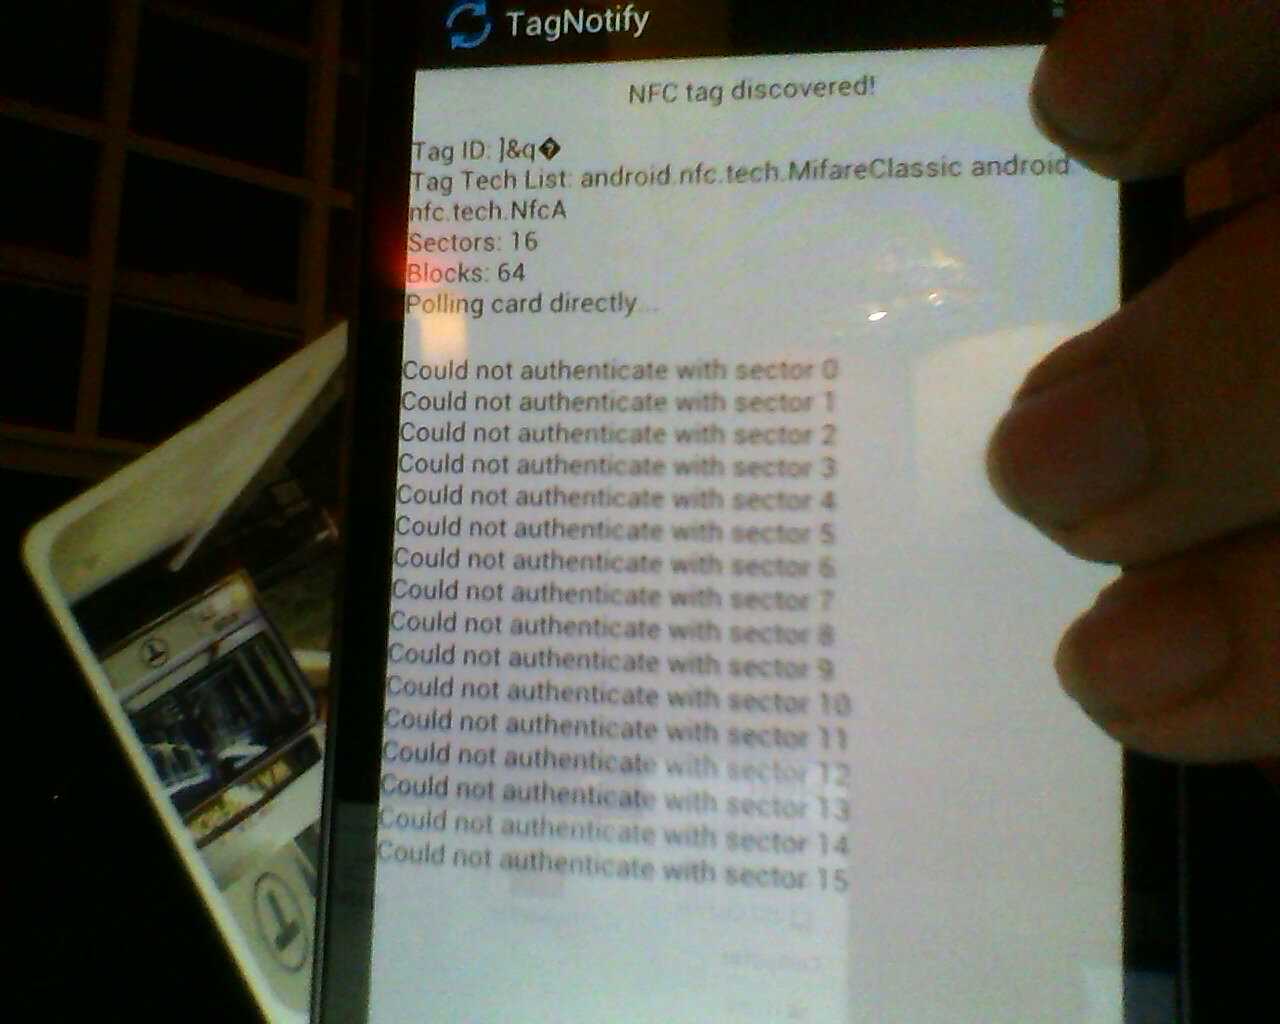 TagNotify
NFC tag discovered!
Tag ID: ]&q�
Tag Tech List: android.nfc.tech.MifareClassic android
nfc.tech.NfcA
Sectors: 16
Blocks: 64
Polling card directly...
Could not authenticate with sector 0
Could not authenticate with sector 1
Could not authenticate with sector 2
Could not authenticate with sector 3
Could not authenticate with sector 4
Could not authenticate with sector 5
Could not authenticate with sector 6
Could not authenticate with sector 7
Could not authenticate with sector 8
Could not authenticate with sector 9
Could not authenticate with sector 10
Could not authenticate with sector 11
Could not authenticate with sector 12
Could not authenticate with sector 13
Could not authenticate with sector 14
Could not authenticate with sector 15
T
T